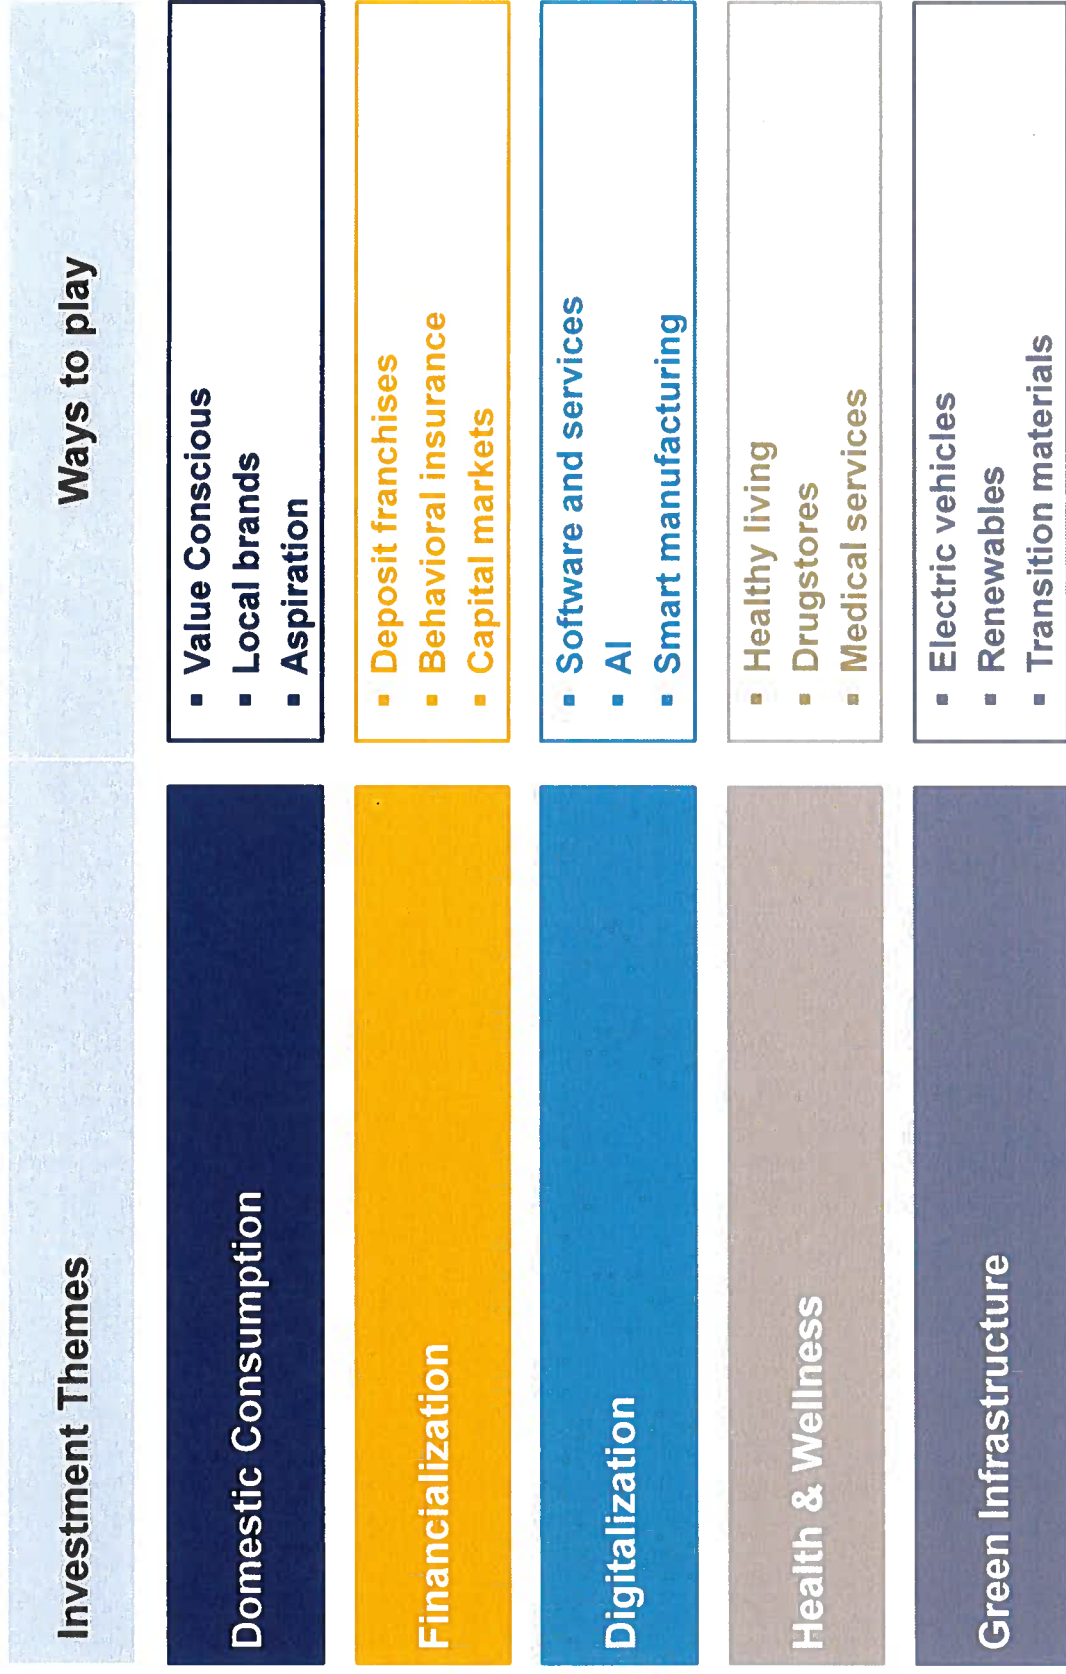 Investment Themes
Ways to play
Domestic Consumption
▪ Value Conscious
▪ Local brands
▪ Aspiration
Financialization
▪ Deposit franchises
▪ Behavioral insurance
▪ Capital markets
Digitalization
▪ Software and services
▪ AI
▪ Smart manufacturing
Health & Wellness
▪ Healthy living
▪ Drugstores
▪ Medical services
Green Infrastructure
▪ Electric vehicles
▪ Renewables
▪ Transition materials